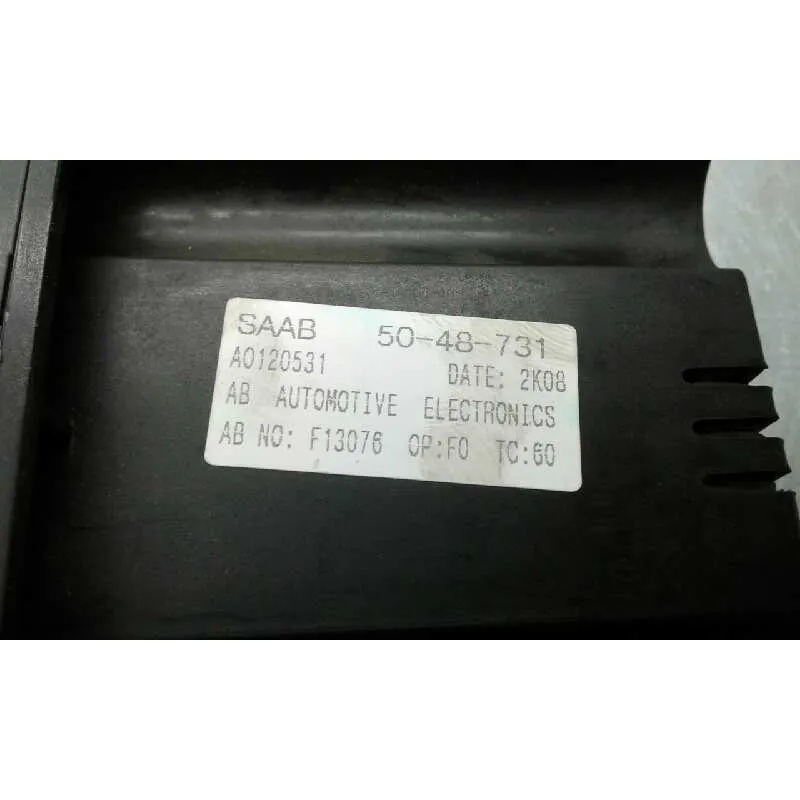 SAAB 50-48-731
A0120531 DATE: 2K08
AB AUTOMOTIVE ELECTRONICS
AB NO: F13076 OP:F0 TC:60